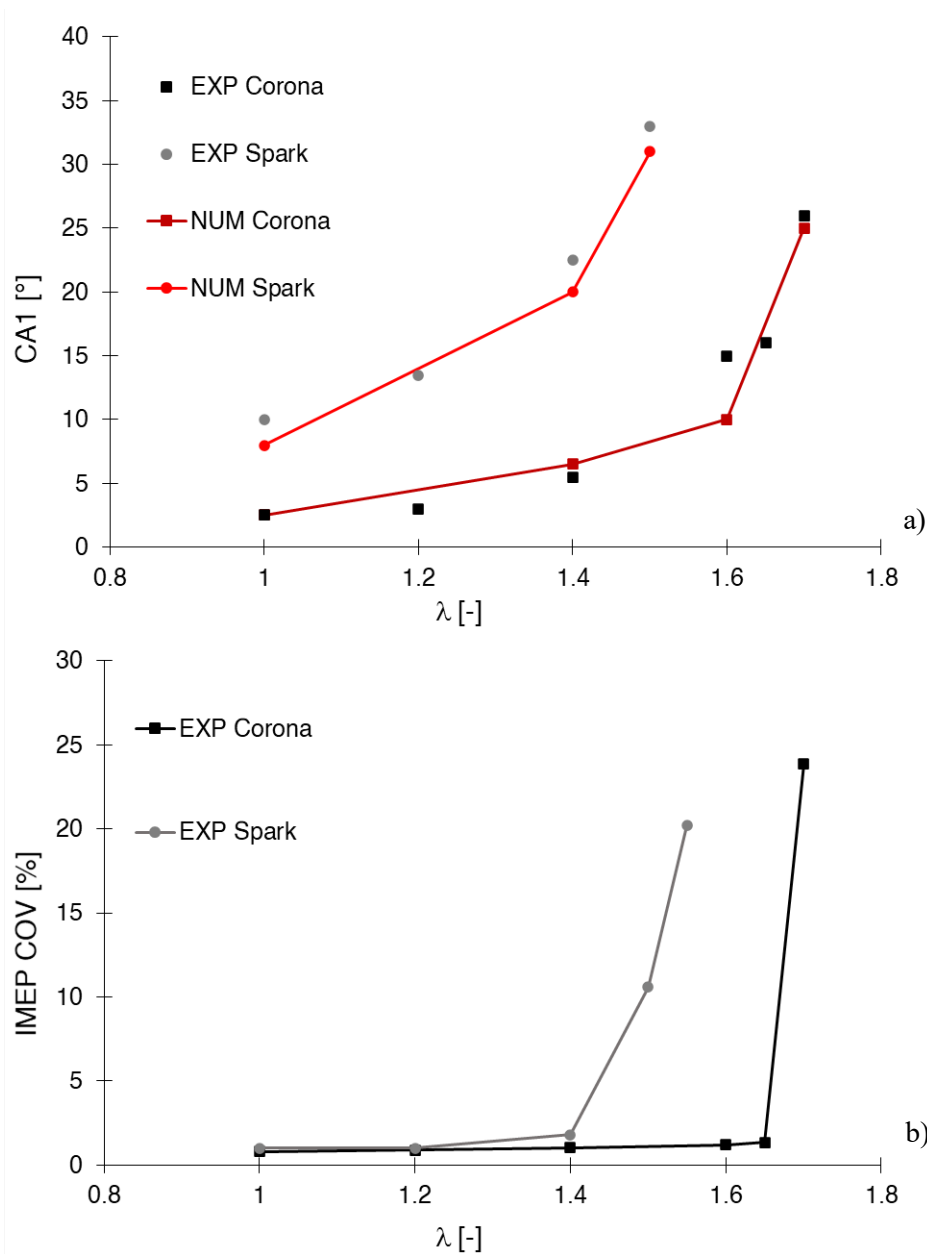 40
35
30
25
20
15
10
5
0
CA1 [°]
EXP Corona
EXP Spark
NUM Corona
NUM Spark
a)
0.8 1 1.2 1.4 1.6 1.8
λ [-]
30
25
20
15
10
5
0
IMEP COV [%]
EXP Corona
EXP Spark
b)
0.8 1 1.2 1.4 1.6 1.8
λ [-]